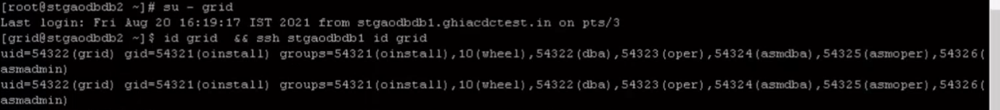 [root@stgaodbdb2 ~]# su - grid
Last login: Fri Aug 20 16:19:17 IST 2021 from stgaodbdb1.ghiacdctest.in on pts/3
[grid@stgaodbdb2 ~]$ id grid  && ssh stgaodbdb1 id grid
uid=54322(grid) gid=54321(oinstall) groups=54321(oinstall),10(wheel),54322(dba),54323(oper),54324(asmdba),54325(asmoper),54326(
asmadmin)
uid=54322(grid) gid=54321(oinstall) groups=54321(oinstall),10(wheel),54322(dba),54323(oper),54324(asmdba),54325(asmoper),54326(
asmadmin)